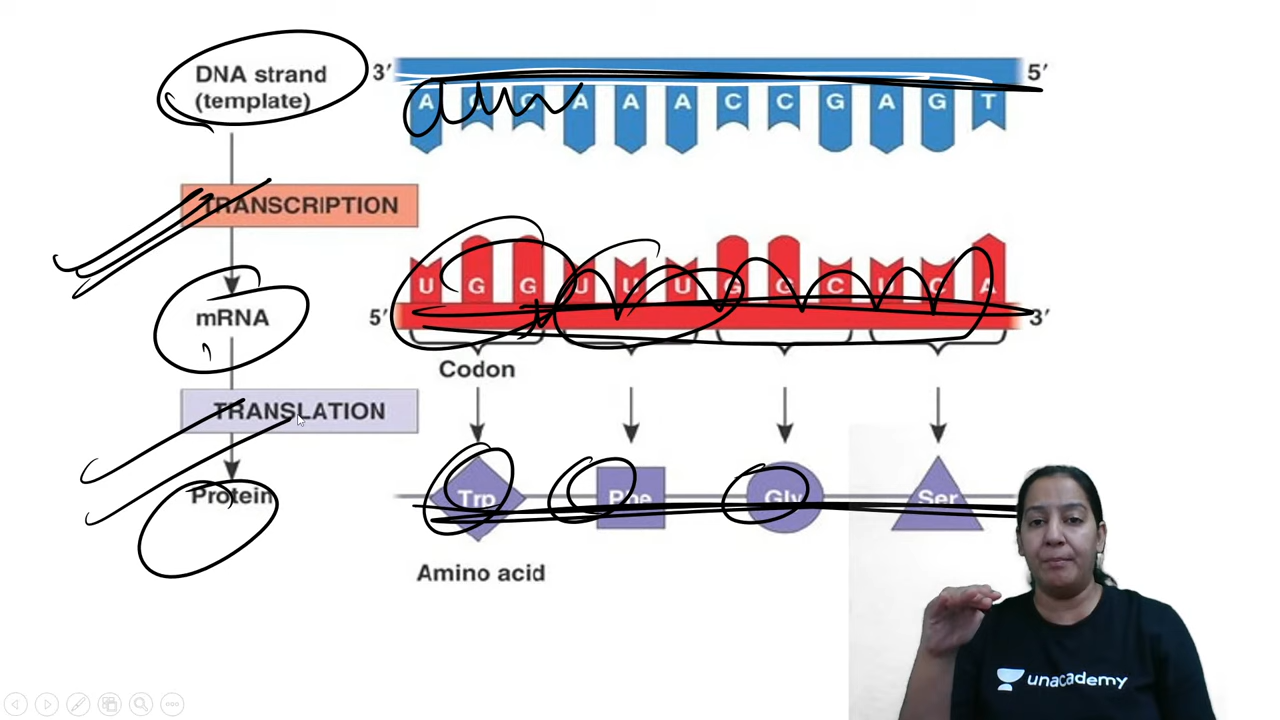 DNA strand
(template)
3′
5′
A C C A A A C C G A G T
TRANSCRIPTION
U G G U U U G G C U C A
mRNA
5′
3′
Codon
TRANSLATION
Trp Phe Gly Ser
Protein
Amino acid
unacademy